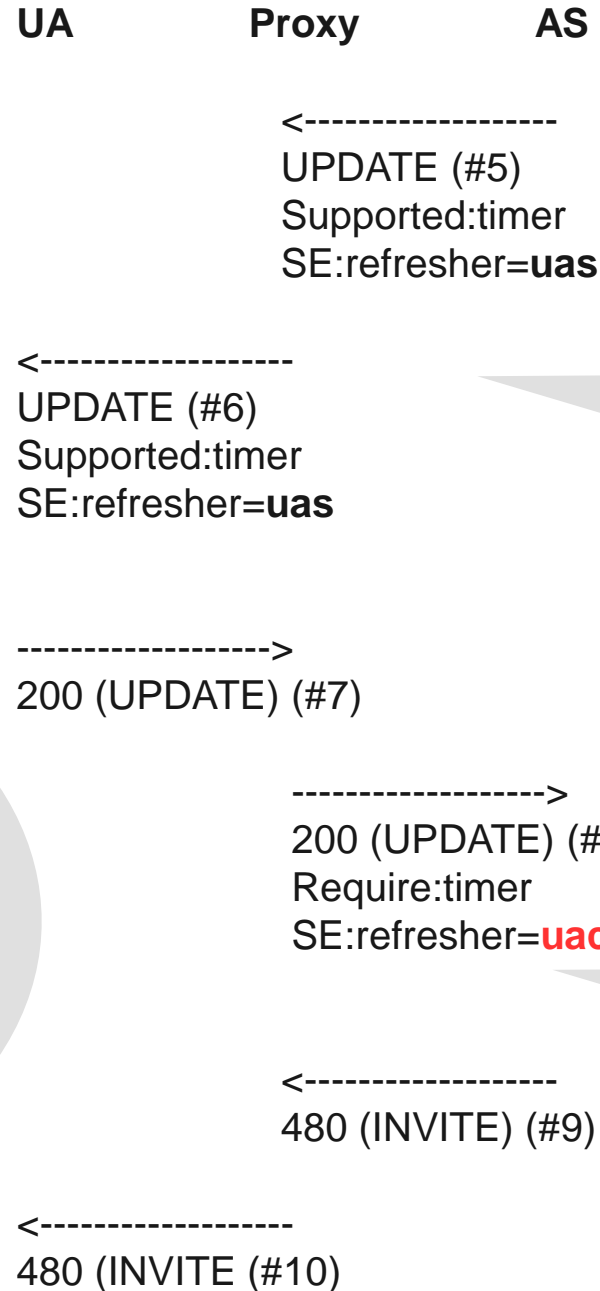 UA Proxy AS
<-------------------
UPDATE (#5)
Supported:timer
SE:refresher=uas
<-------------------
UPDATE (#6)
Supported:timer
SE:refresher=uas
------------------->
200 (UPDATE) (#7)
------------------->
200 (UPDATE) (#
Require:timer
SE:refresher=uac
<-------------------
480 (INVITE) (#9)
<-------------------
480 (INVITE (#10)